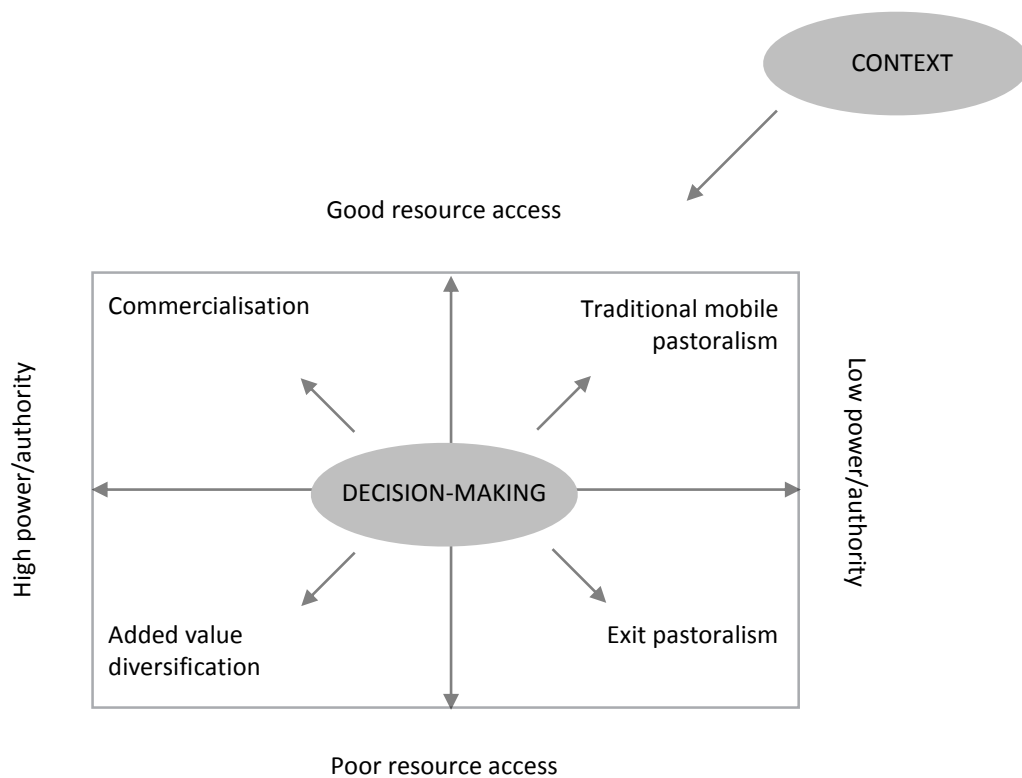 CONTEXT
Good resource access
Commercialisation
Traditional mobile
pastoralism
High power/authority
Low power/authority
DECISION-MAKING
Added value
diversification
Exit pastoralism
Poor resource access